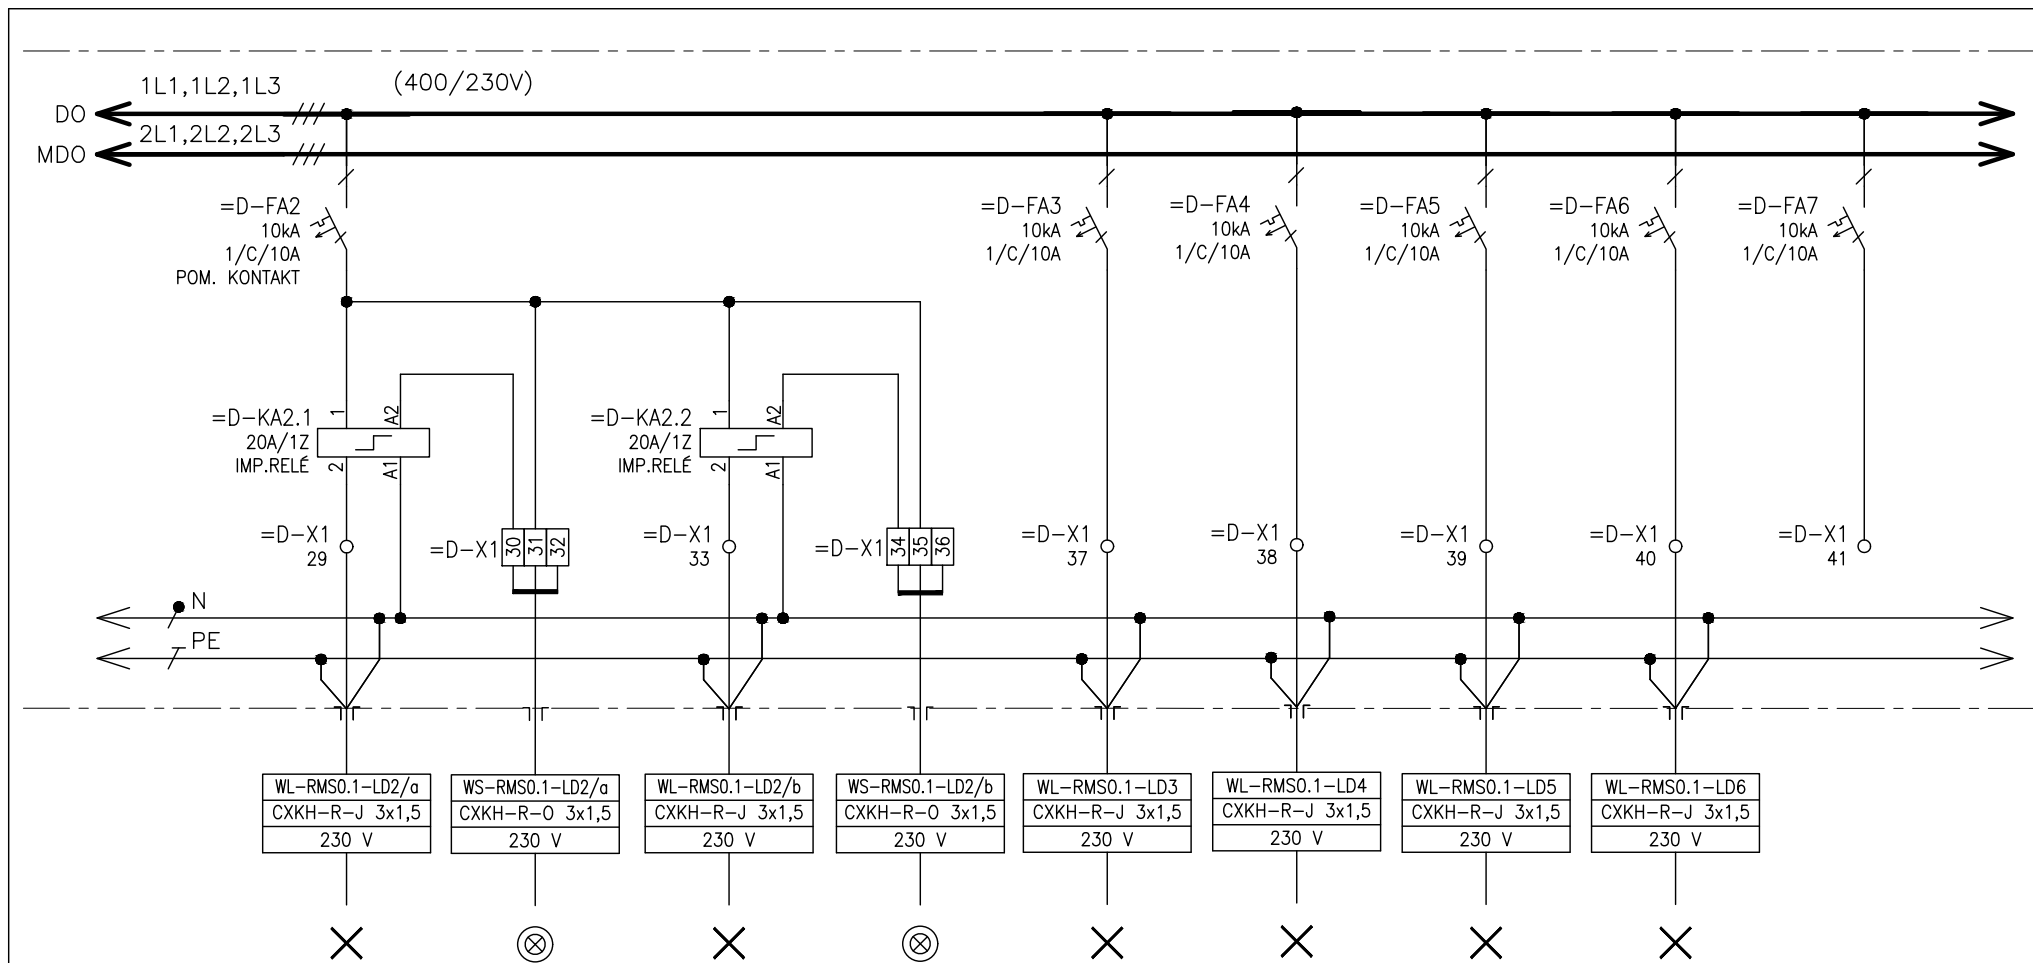 1L1,1L2,1L3
(400/230V)
DO
2L1,2L2,2L3
MDO
=D-FA2
10kA
1/C/10A
POM. KONTAKT
=D-FA3
10kA
1/C/10A
=D-FA4
10kA
1/C/10A
=D-FA5
10kA
1/C/10A
=D-FA6
10kA
1/C/10A
=D-FA7
10kA
1/C/10A
=D-KA2.1
20A/1Z
IMP.RELÉ
1
A2
2
A1
=D-KA2.2
20A/1Z
IMP.RELÉ
1
A2
2
A1
=D-X1
29
=D-X1
30
31
32
=D-X1
33
=D-X1
34
35
36
=D-X1
37
=D-X1
38
=D-X1
39
=D-X1
40
=D-X1
41
N
PE
WL-RMS0.1-LD2/a
CXKH-R-J 3x1,5
230 V
WS-RMS0.1-LD2/a
CXKH-R-O 3x1,5
230 V
WL-RMS0.1-LD2/b
CXKH-R-J 3x1,5
230 V
WS-RMS0.1-LD2/b
CXKH-R-O 3x1,5
230 V
WL-RMS0.1-LD3
CXKH-R-J 3x1,5
230 V
WL-RMS0.1-LD4
CXKH-R-J 3x1,5
230 V
WL-RMS0.1-LD5
CXKH-R-J 3x1,5
230 V
WL-RMS0.1-LD6
CXKH-R-J 3x1,5
230 V